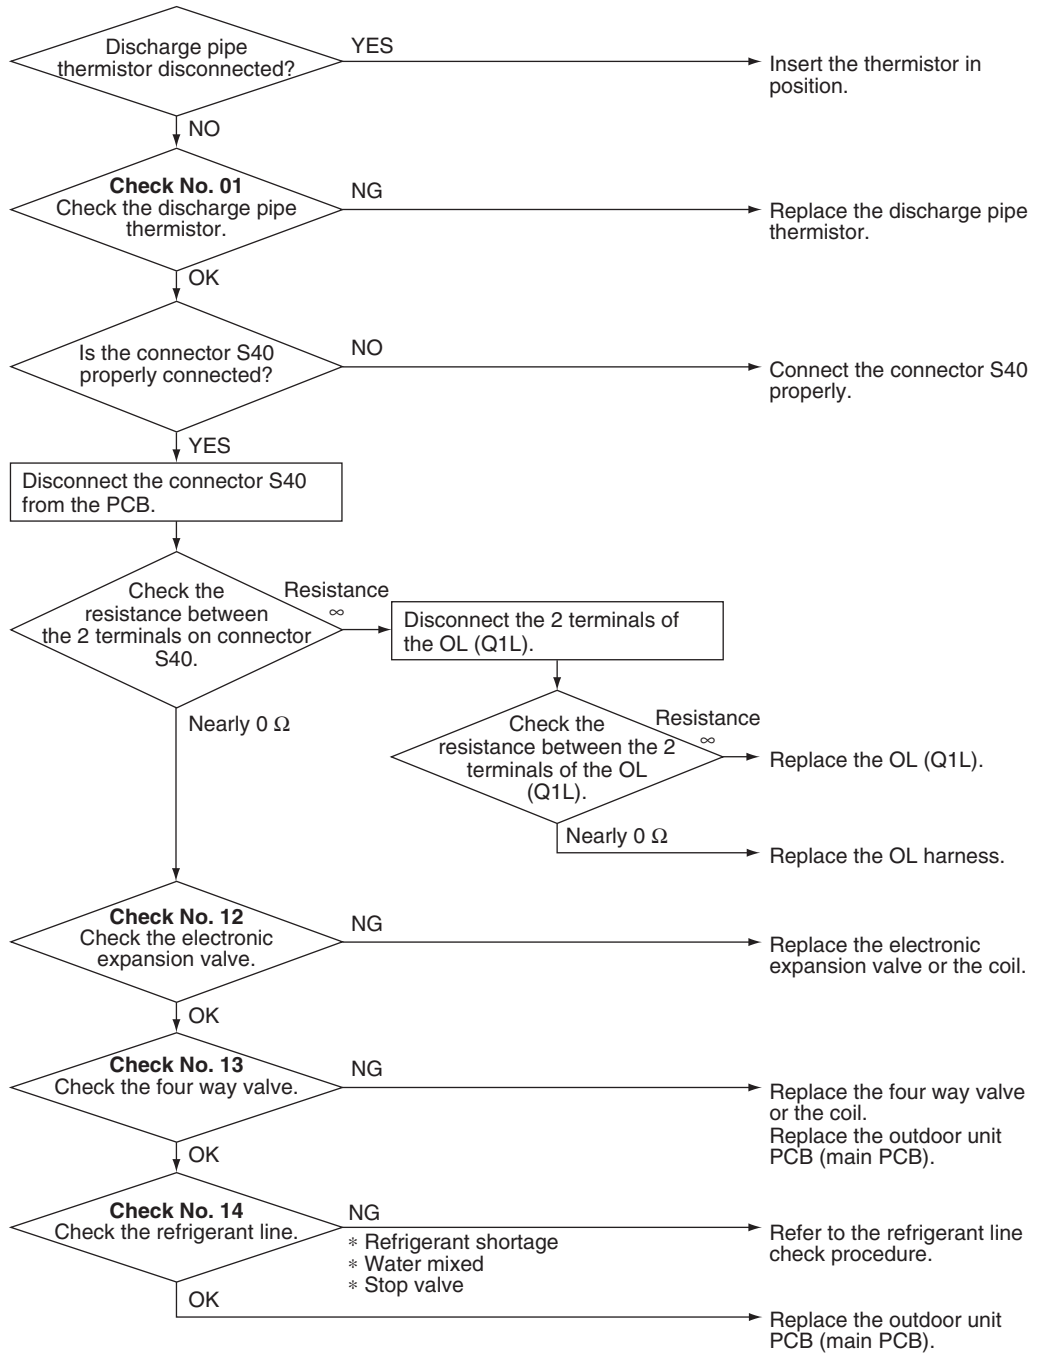 Discharge pipe
thermistor disconnected?
YES
Insert the thermistor in
position.
NO
Check No. 01
Check the discharge pipe
thermistor.
NG
Replace the discharge pipe
thermistor.
OK
Is the connector S40
properly connected?
NO
Connect the connector S40
properly.
YES
Disconnect the connector S40
from the PCB.
Check the
resistance between
the 2 terminals on connector
S40.
Resistance
∞
Disconnect the 2 terminals of
the OL (Q1L).
Check the
resistance between the 2
terminals of the OL
(Q1L).
Resistance
∞
Replace the OL (Q1L).
Nearly 0 Ω
Replace the OL harness.
Nearly 0 Ω
Check No. 12
Check the electronic
expansion valve.
NG
Replace the electronic
expansion valve or the coil.
OK
Check No. 13
Check the four way valve.
NG
Replace the four way valve
or the coil.
Replace the outdoor unit
PCB (main PCB).
OK
Check No. 14
Check the refrigerant line.
NG
∗ Refrigerant shortage
∗ Water mixed
∗ Stop valve
Refer to the refrigerant line
check procedure.
OK
Replace the outdoor unit
PCB (main PCB).